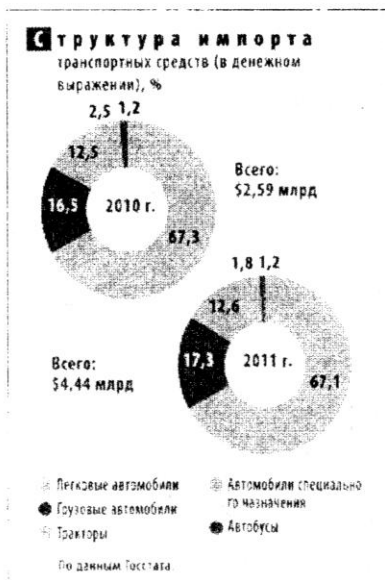 Структура импорта
транспортных средств (в денежном
выражении), %
2,5 1,2
12,5
16,5
2010 г.
67,3
Всего:
$2,59 млрд
1,8 1,2
12,6
17,3
2011 г.
67,1
Всего:
$4,44 млрд
Легковые автомобили
Грузовые автомобили
Тракторы
Автомобили специально
го назначения
Автобусы
По данным Госстата